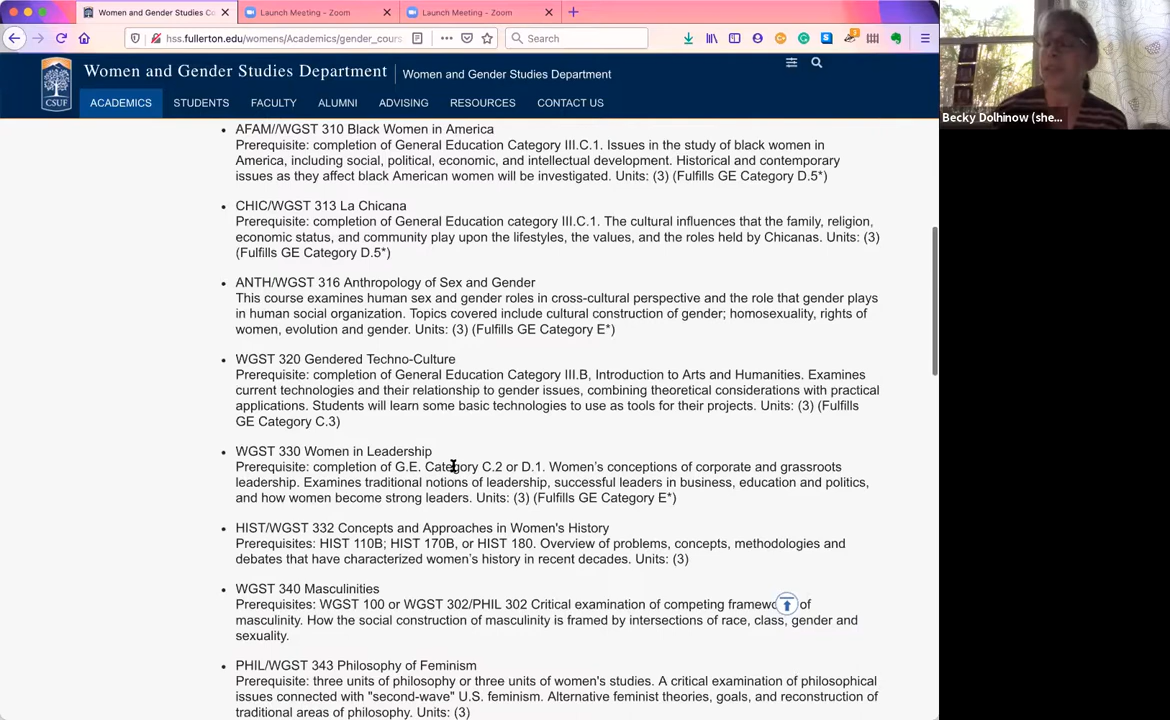 Women and Gender Studies Co
Launch Meeting - Zoom
Launch Meeting - Zoom
hss.fullerton.edu/womens/Academics/gender_cours
Search
CSUF
Women and Gender Studies Department
Women and Gender Studies Department
ACADEMICS STUDENTS FACULTY ALUMNI ADVISING RESOURCES CONTACT US
Becky Dolhinow (she...
• AFAM//WGST 310 Black Women in America
Prerequisite: completion of General Education Category III.C.1. Issues in the study of black women in
America, including social, political, economic, and intellectual development. Historical and contemporary
issues as they affect black American women will be investigated. Units: (3) (Fulfills GE Category D.5*)
• CHIC/WGST 313 La Chicana
Prerequisite: completion of General Education category III.C.1. The cultural influences that the family, religion,
economic status, and community play upon the lifestyles, the values, and the roles held by Chicanas. Units: (3)
(Fulfills GE Category D.5*)
• ANTH/WGST 316 Anthropology of Sex and Gender
This course examines human sex and gender roles in cross-cultural perspective and the role that gender plays
in human social organization. Topics covered include cultural construction of gender; homosexuality, rights of
women, evolution and gender. Units: (3) (Fulfills GE Category E*)
• WGST 320 Gendered Techno-Culture
Prerequisite: completion of General Education Category III.B, Introduction to Arts and Humanities. Examines
current technologies and their relationship to gender issues, combining theoretical considerations with practical
applications. Students will learn some basic technologies to use as tools for their projects. Units: (3) (Fulfills
GE Category C.3)
• WGST 330 Women in Leadership
Prerequisite: completion of G.E. Category C.2 or D.1. Women's conceptions of corporate and grassroots
leadership. Examines traditional notions of leadership, successful leaders in business, education and politics,
and how women become strong leaders. Units: (3) (Fulfills GE Category E*)
• HIST/WGST 332 Concepts and Approaches in Women's History
Prerequisites: HIST 110B; HIST 170B, or HIST 180. Overview of problems, concepts, methodologies and
debates that have characterized women's history in recent decades. Units: (3)
• WGST 340 Masculinities
Prerequisites: WGST 100 or WGST 302/PHIL 302 Critical examination of competing framewo of
masculinity. How the social construction of masculinity is framed by intersections of race, class, gender and
sexuality.
• PHIL/WGST 343 Philosophy of Feminism
Prerequisite: three units of philosophy or three units of women's studies. A critical examination of philosophical
issues connected with "second-wave" U.S. feminism. Alternative feminist theories, goals, and reconstruction of
traditional areas of philosophy. Units: (3)